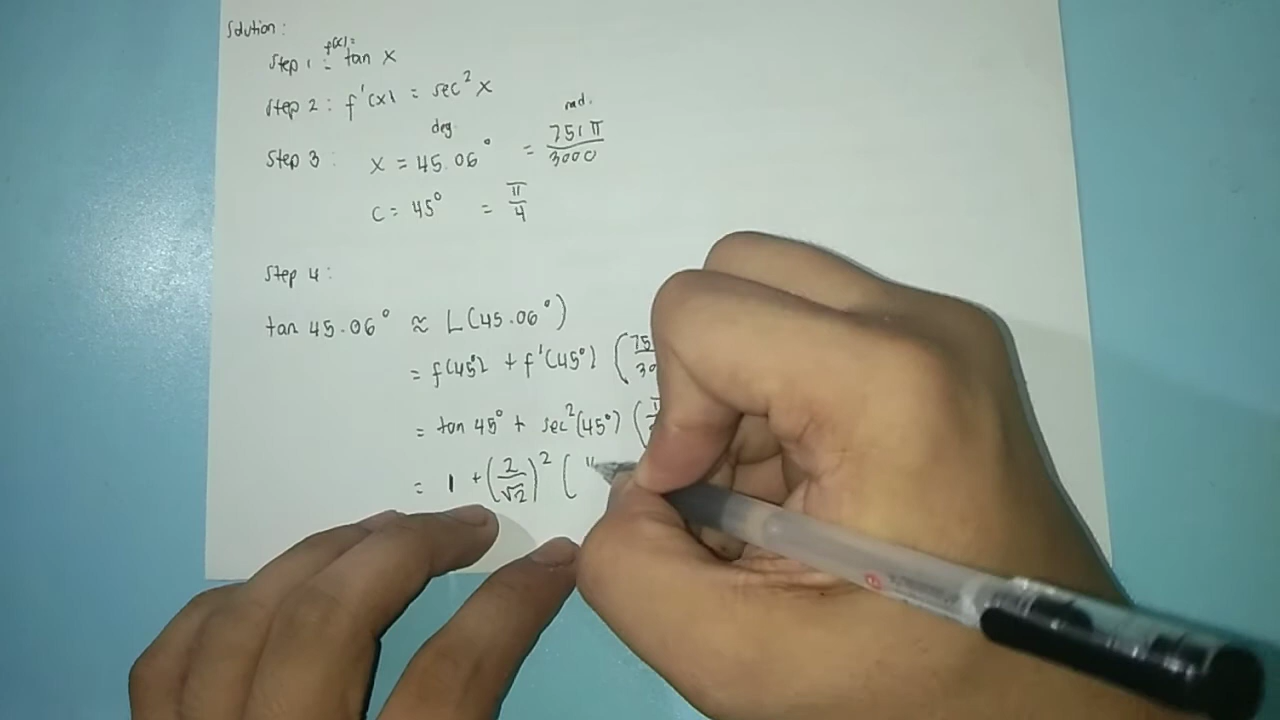 Solution:
f(x) =
Step 1 : tan x
Step 2 : f'(x) = sec² x
deg. rad.
Step 3 : x = 45.06° = 751π/3000
c = 45° = π/4
Step 4 :
tan 45.06° ≈ L(45.06°)
= f(45°) + f'(45°) (75
= tan 45° + sec²(45°) (
= 1 + (2/√2)² (